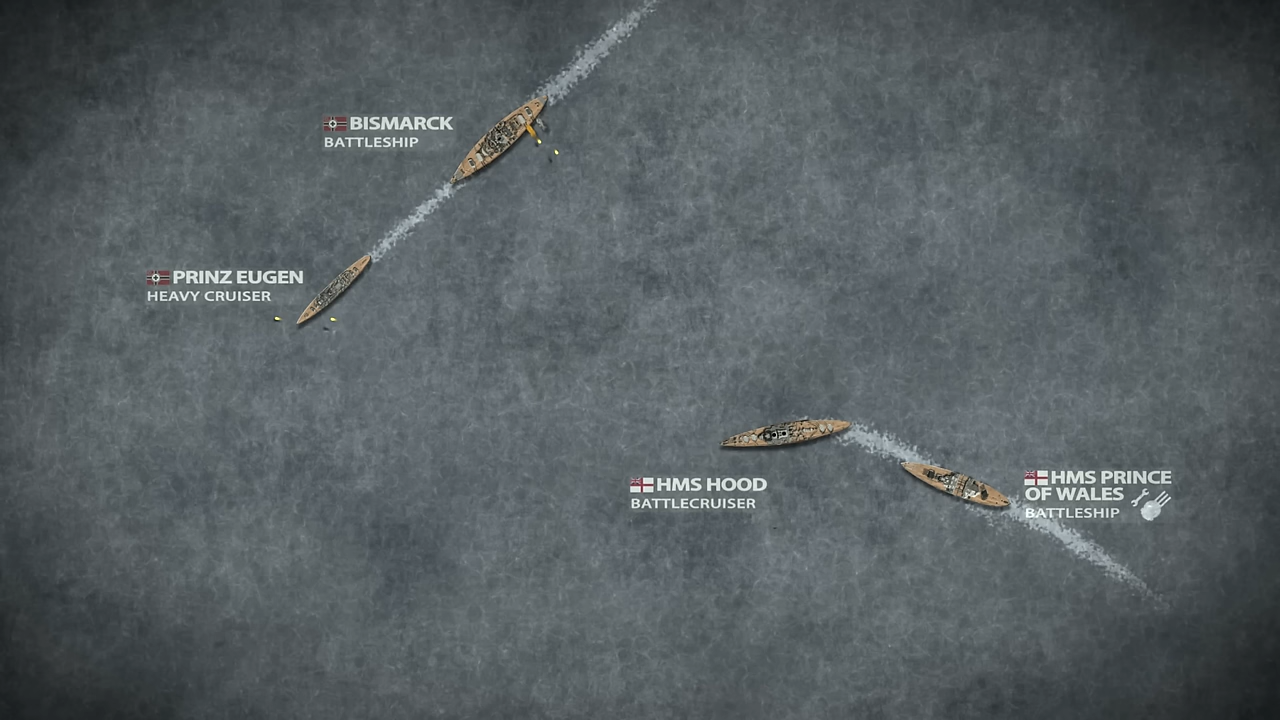 BISMARCK
BATTLESHIP
PRINZ EUGEN
HEAVY CRUISER
HMS HOOD
BATTLECRUISER
HMS PRINCE
OF WALES
BATTLESHIP